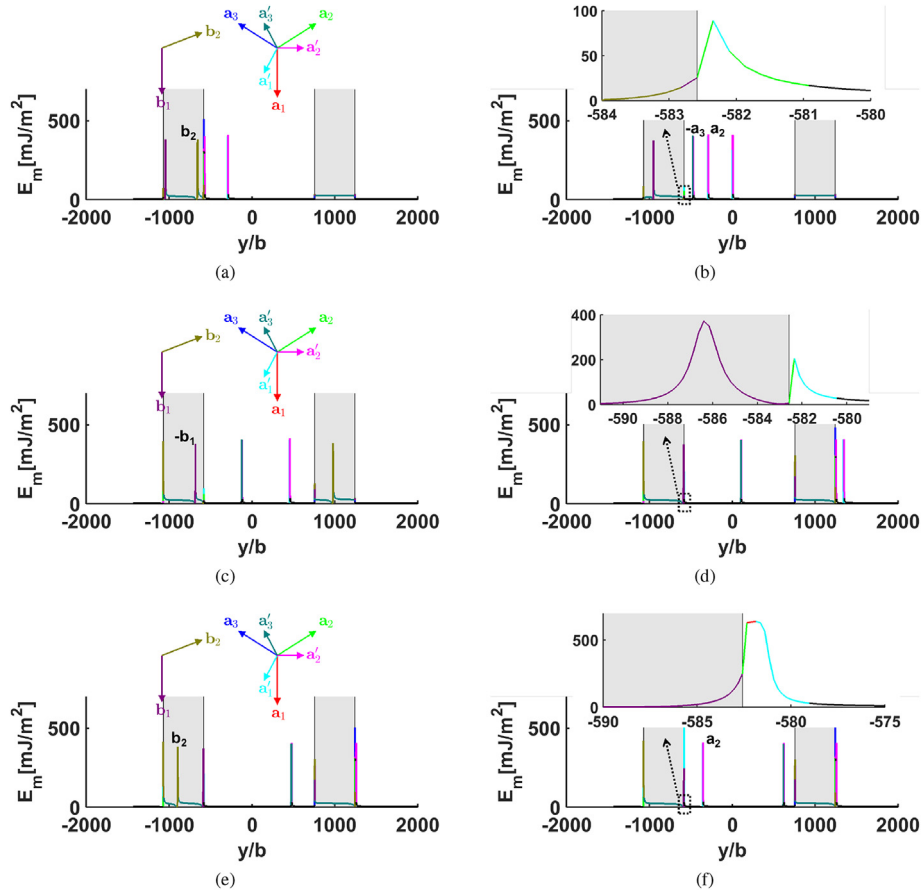 a₃ a′₃ a₂
b₂ a′₂
b₁ a′₁ a₁
E_m[mJ/m²]
500
0
b₂
-2000 -1000 0 1000 2000
y/b
(a)
100
50
0
-584 -583 -582 -581 -580
E_m[mJ/m²]
500
0
-a₃ a₂
-2000 -1000 0 1000 2000
y/b
(b)
a₃ a′₃ a₂
b₂ a′₂
b₁ a′₁ a₁
E_m[mJ/m²]
500
0
-b₁
-2000 -1000 0 1000 2000
y/b
(c)
400
200
0
-590 -588 -586 -584 -582 -580
E_m[mJ/m²]
500
0
-2000 -1000 0 1000 2000
y/b
(d)
a₃ a′₃ a₂
b₂ a′₂
b₁ a′₁ a₁
E_m[mJ/m²]
500
0
b₂
-2000 -1000 0 1000 2000
y/b
(e)
500
0
-590 -585 -580 -575
E_m[mJ/m²]
500
0
a₂
-2000 -1000 0 1000 2000
y/b
(f)